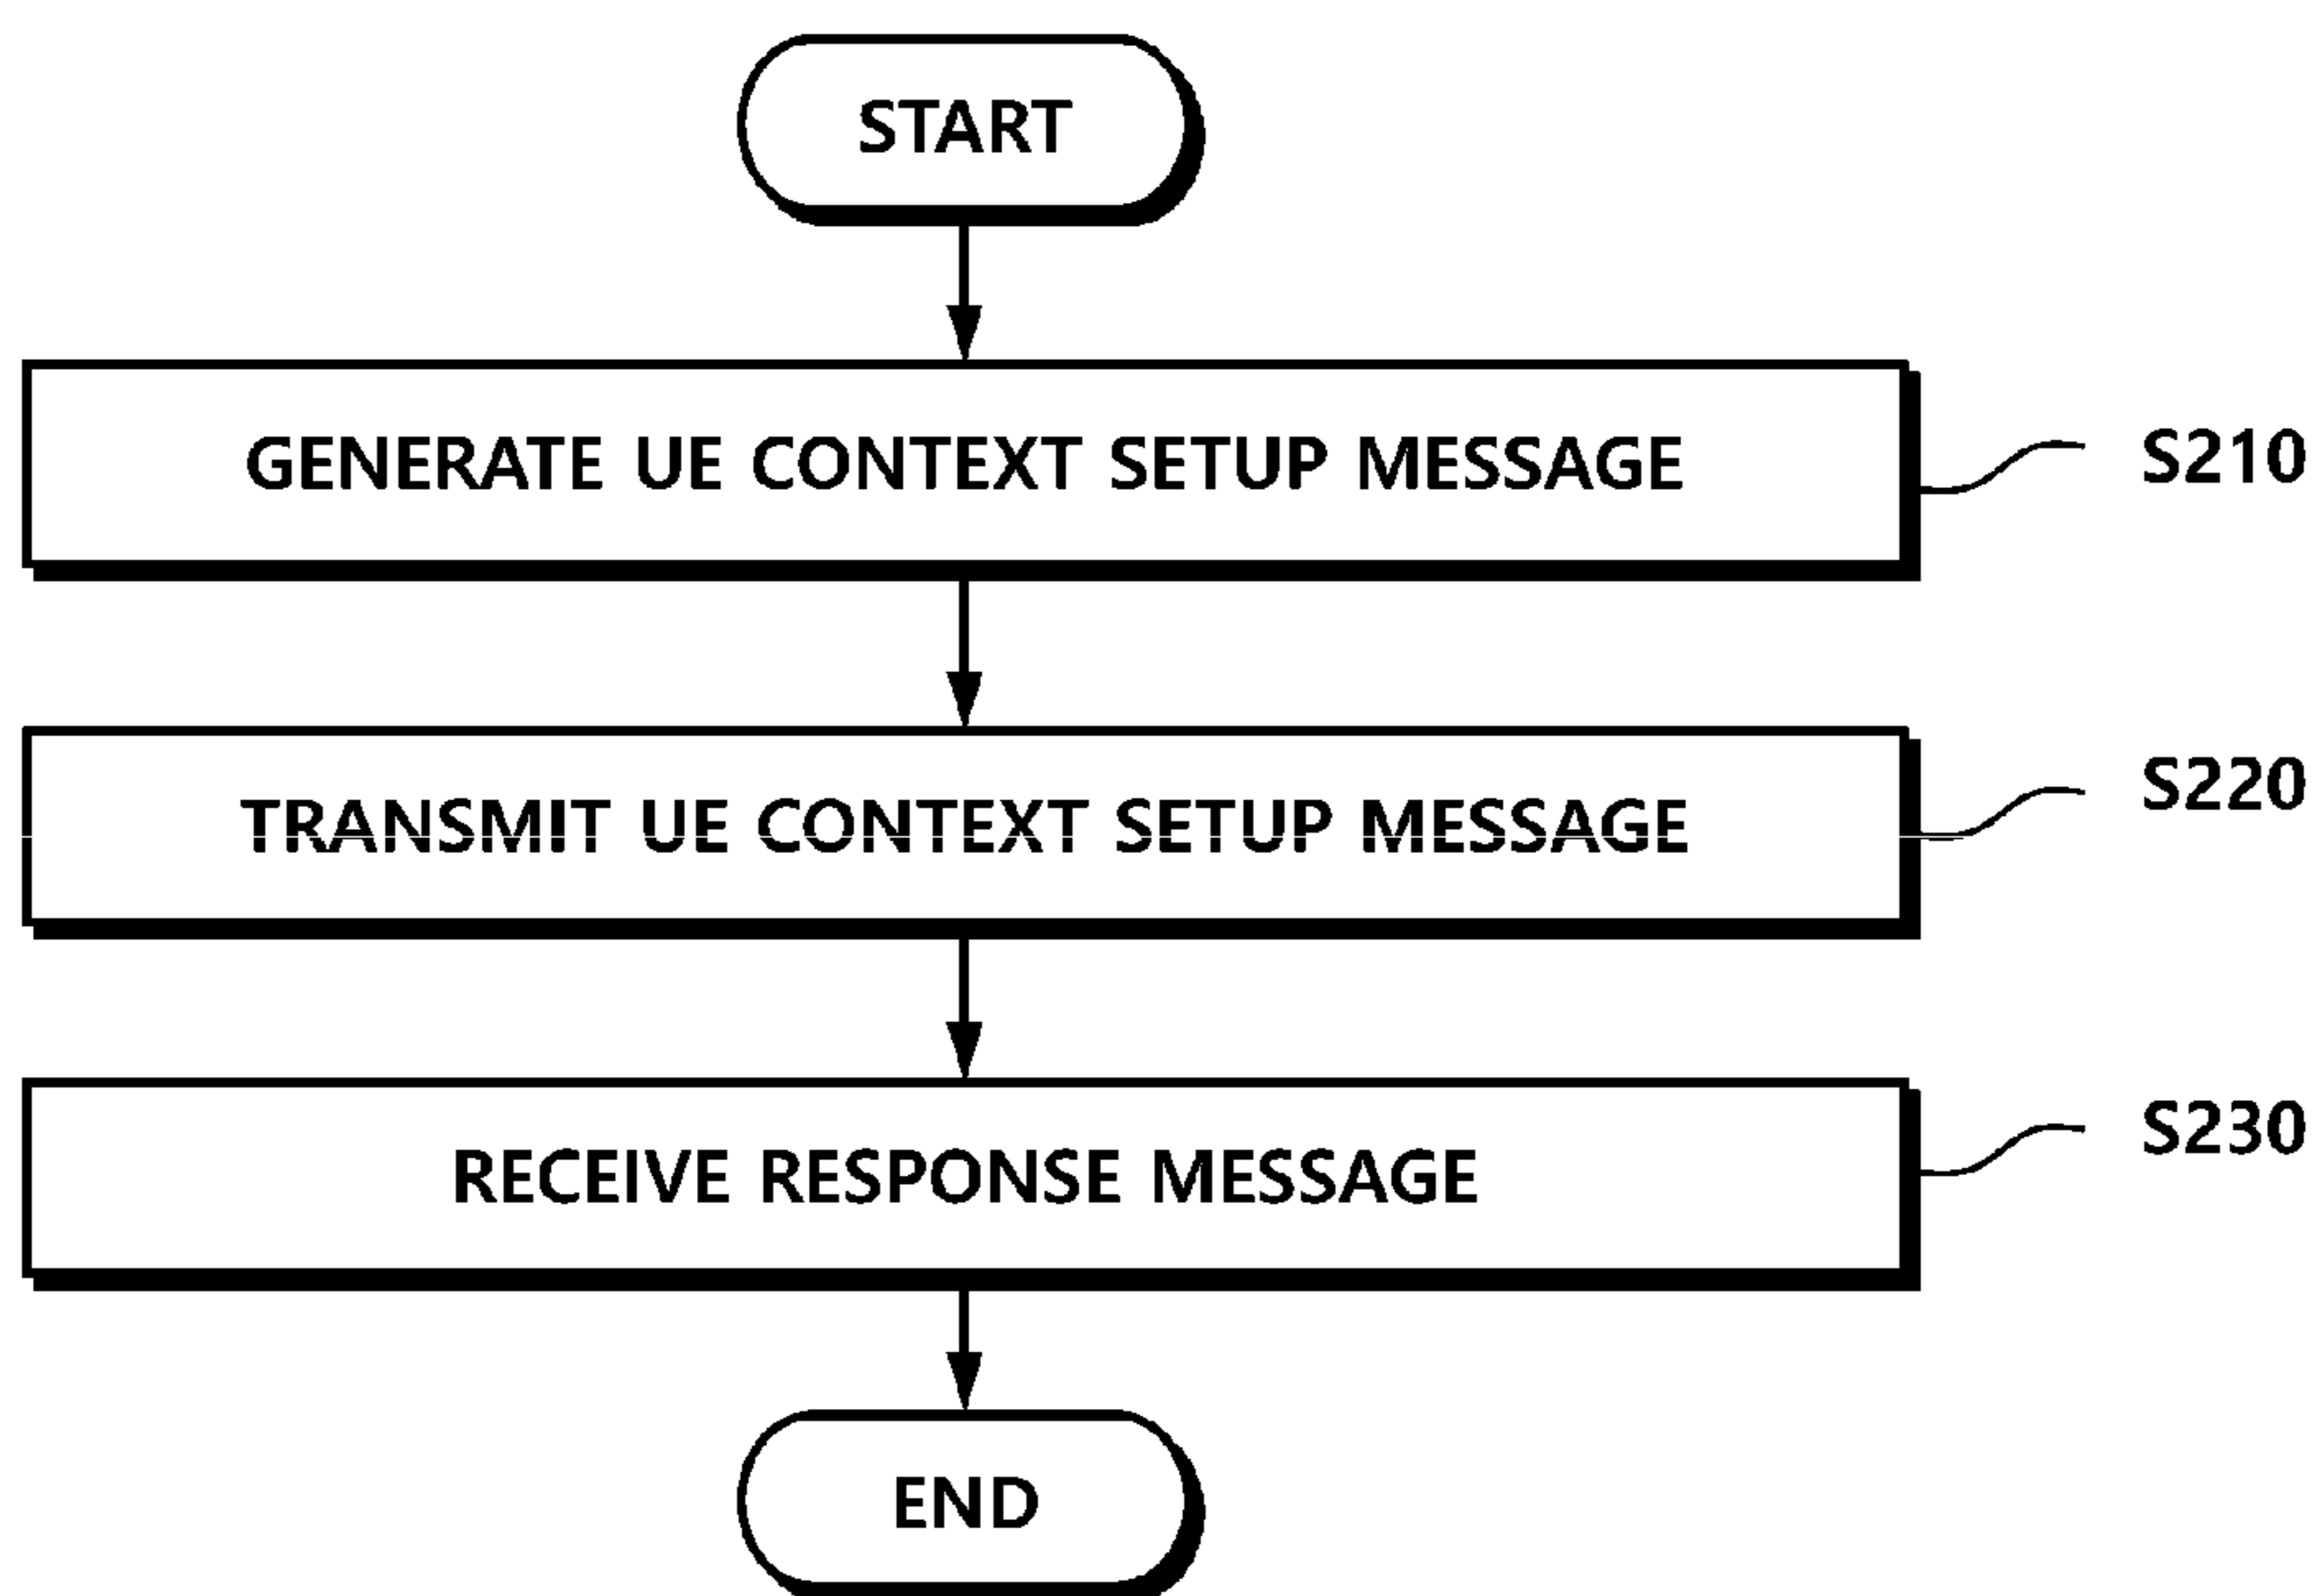 START
GENERATE UE CONTEXT SETUP MESSAGE
S210
TRANSMIT UE CONTEXT SETUP MESSAGE
S220
RECEIVE RESPONSE MESSAGE
S230
END